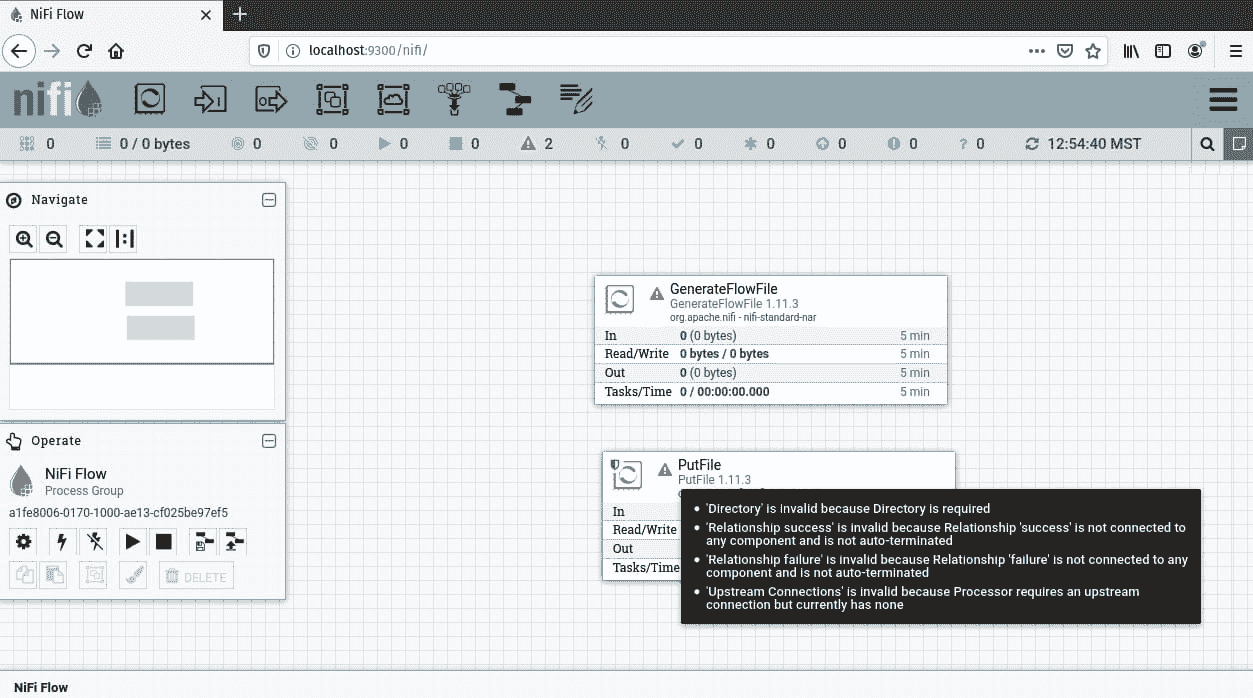 NiFi Flow
localhost:9300/nifi/
nifi
0 0 / 0 bytes 0 0 0 0 2 0 0 0 0 0 0 12:54:40 MST
Navigate
GenerateFlowFile
GenerateFlowFile 1.11.3
org.apache.nifi - nifi-standard-nar
In 0 (0 bytes) 5 min
Read/Write 0 bytes / 0 bytes 5 min
Out 0 (0 bytes) 5 min
Tasks/Time 0 / 00:00:00.000 5 min
Operate
NiFi Flow
Process Group
a1fe8006-0170-1000-ae13-cf025be97ef5
DELETE
PutFile
PutFile 1.11.3
In
Read/Write
Out
Tasks/Time
'Directory' is invalid because Directory is required
'Relationship success' is invalid because Relationship 'success' is not connected to
any component and is not auto-terminated
'Relationship failure' is invalid because Relationship 'failure' is not connected to any
component and is not auto-terminated
'Upstream Connections' is invalid because Processor requires an upstream
connection but currently has none
NiFi Flow